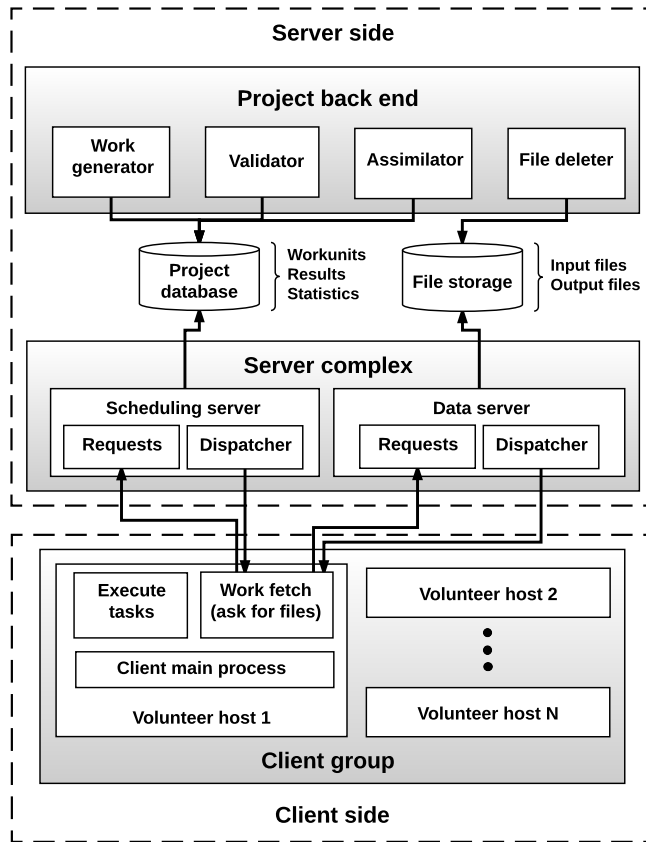 Server side
Project back end
Work
generator
Validator
Assimilator
File deleter
Project
database
Workunits
Results
Statistics
File storage
Input files
Output files
Server complex
Scheduling server
Requests
Dispatcher
Data server
Requests
Dispatcher
Execute
tasks
Work fetch
(ask for files)
Client main process
Volunteer host 1
Volunteer host 2
Volunteer host N
Client group
Client side